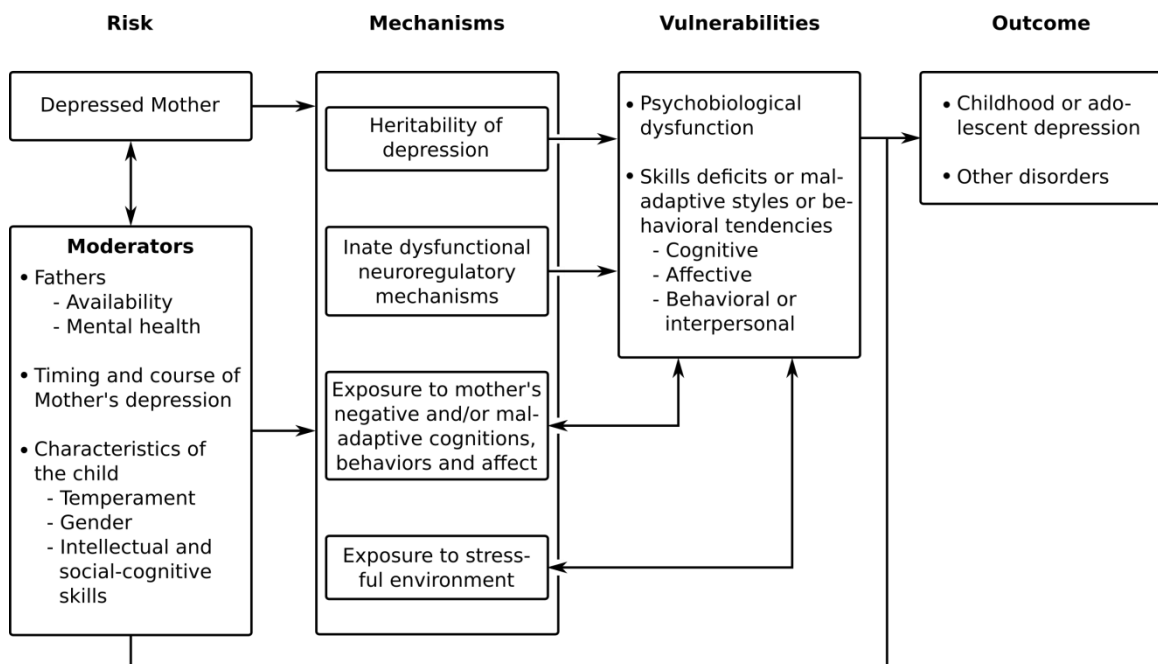 Risk
Mechanisms
Vulnerabilities
Outcome
Depressed Mother
Moderators
• Fathers
- Availability
- Mental health
• Timing and course of
Mother's depression
• Characteristics of
the child
- Temperament
- Gender
- Intellectual and
social-cognitive
skills
Heritability of
depression
Inate dysfunctional
neuroregulatory
mechanisms
Exposure to mother's
negative and/or mal-
adaptive cognitions,
behaviors and affect
Exposure to stress-
ful environment
• Psychobiological
dysfunction
• Skills deficits or mal-
adaptive styles or be-
havioral tendencies
- Cognitive
- Affective
- Behavioral or
interpersonal
• Childhood or ado-
lescent depression
• Other disorders